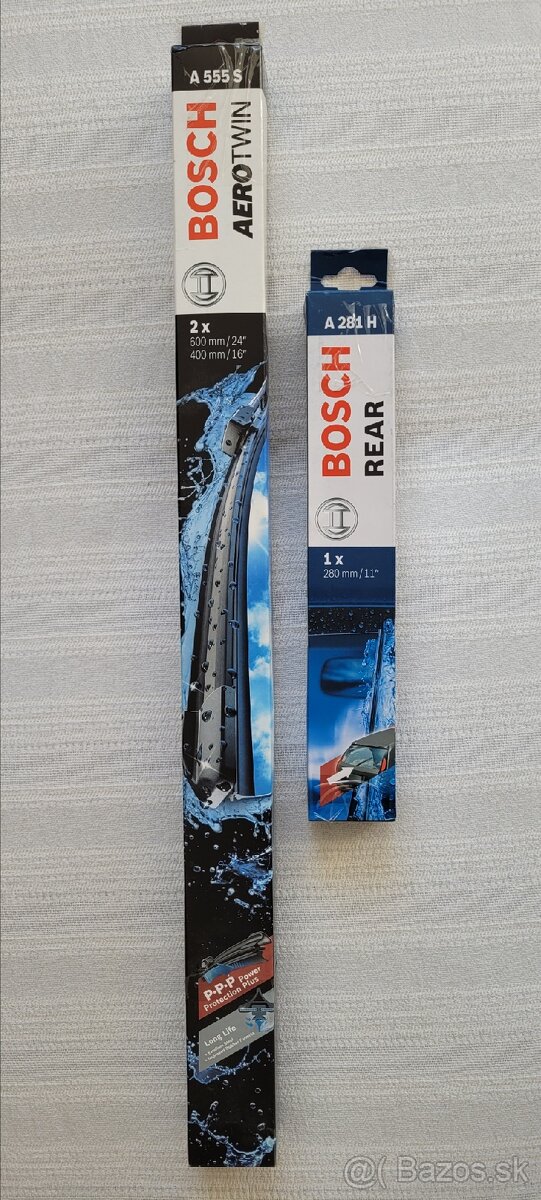 A 555 S
BOSCH
AEROTWIN
2 x
600 mm/24"
400 mm/16"
P·P·P Power
Protection Plus
Long Life
A 281 H
BOSCH
REAR
1 x
280 mm/11"
@( Bazos.sk